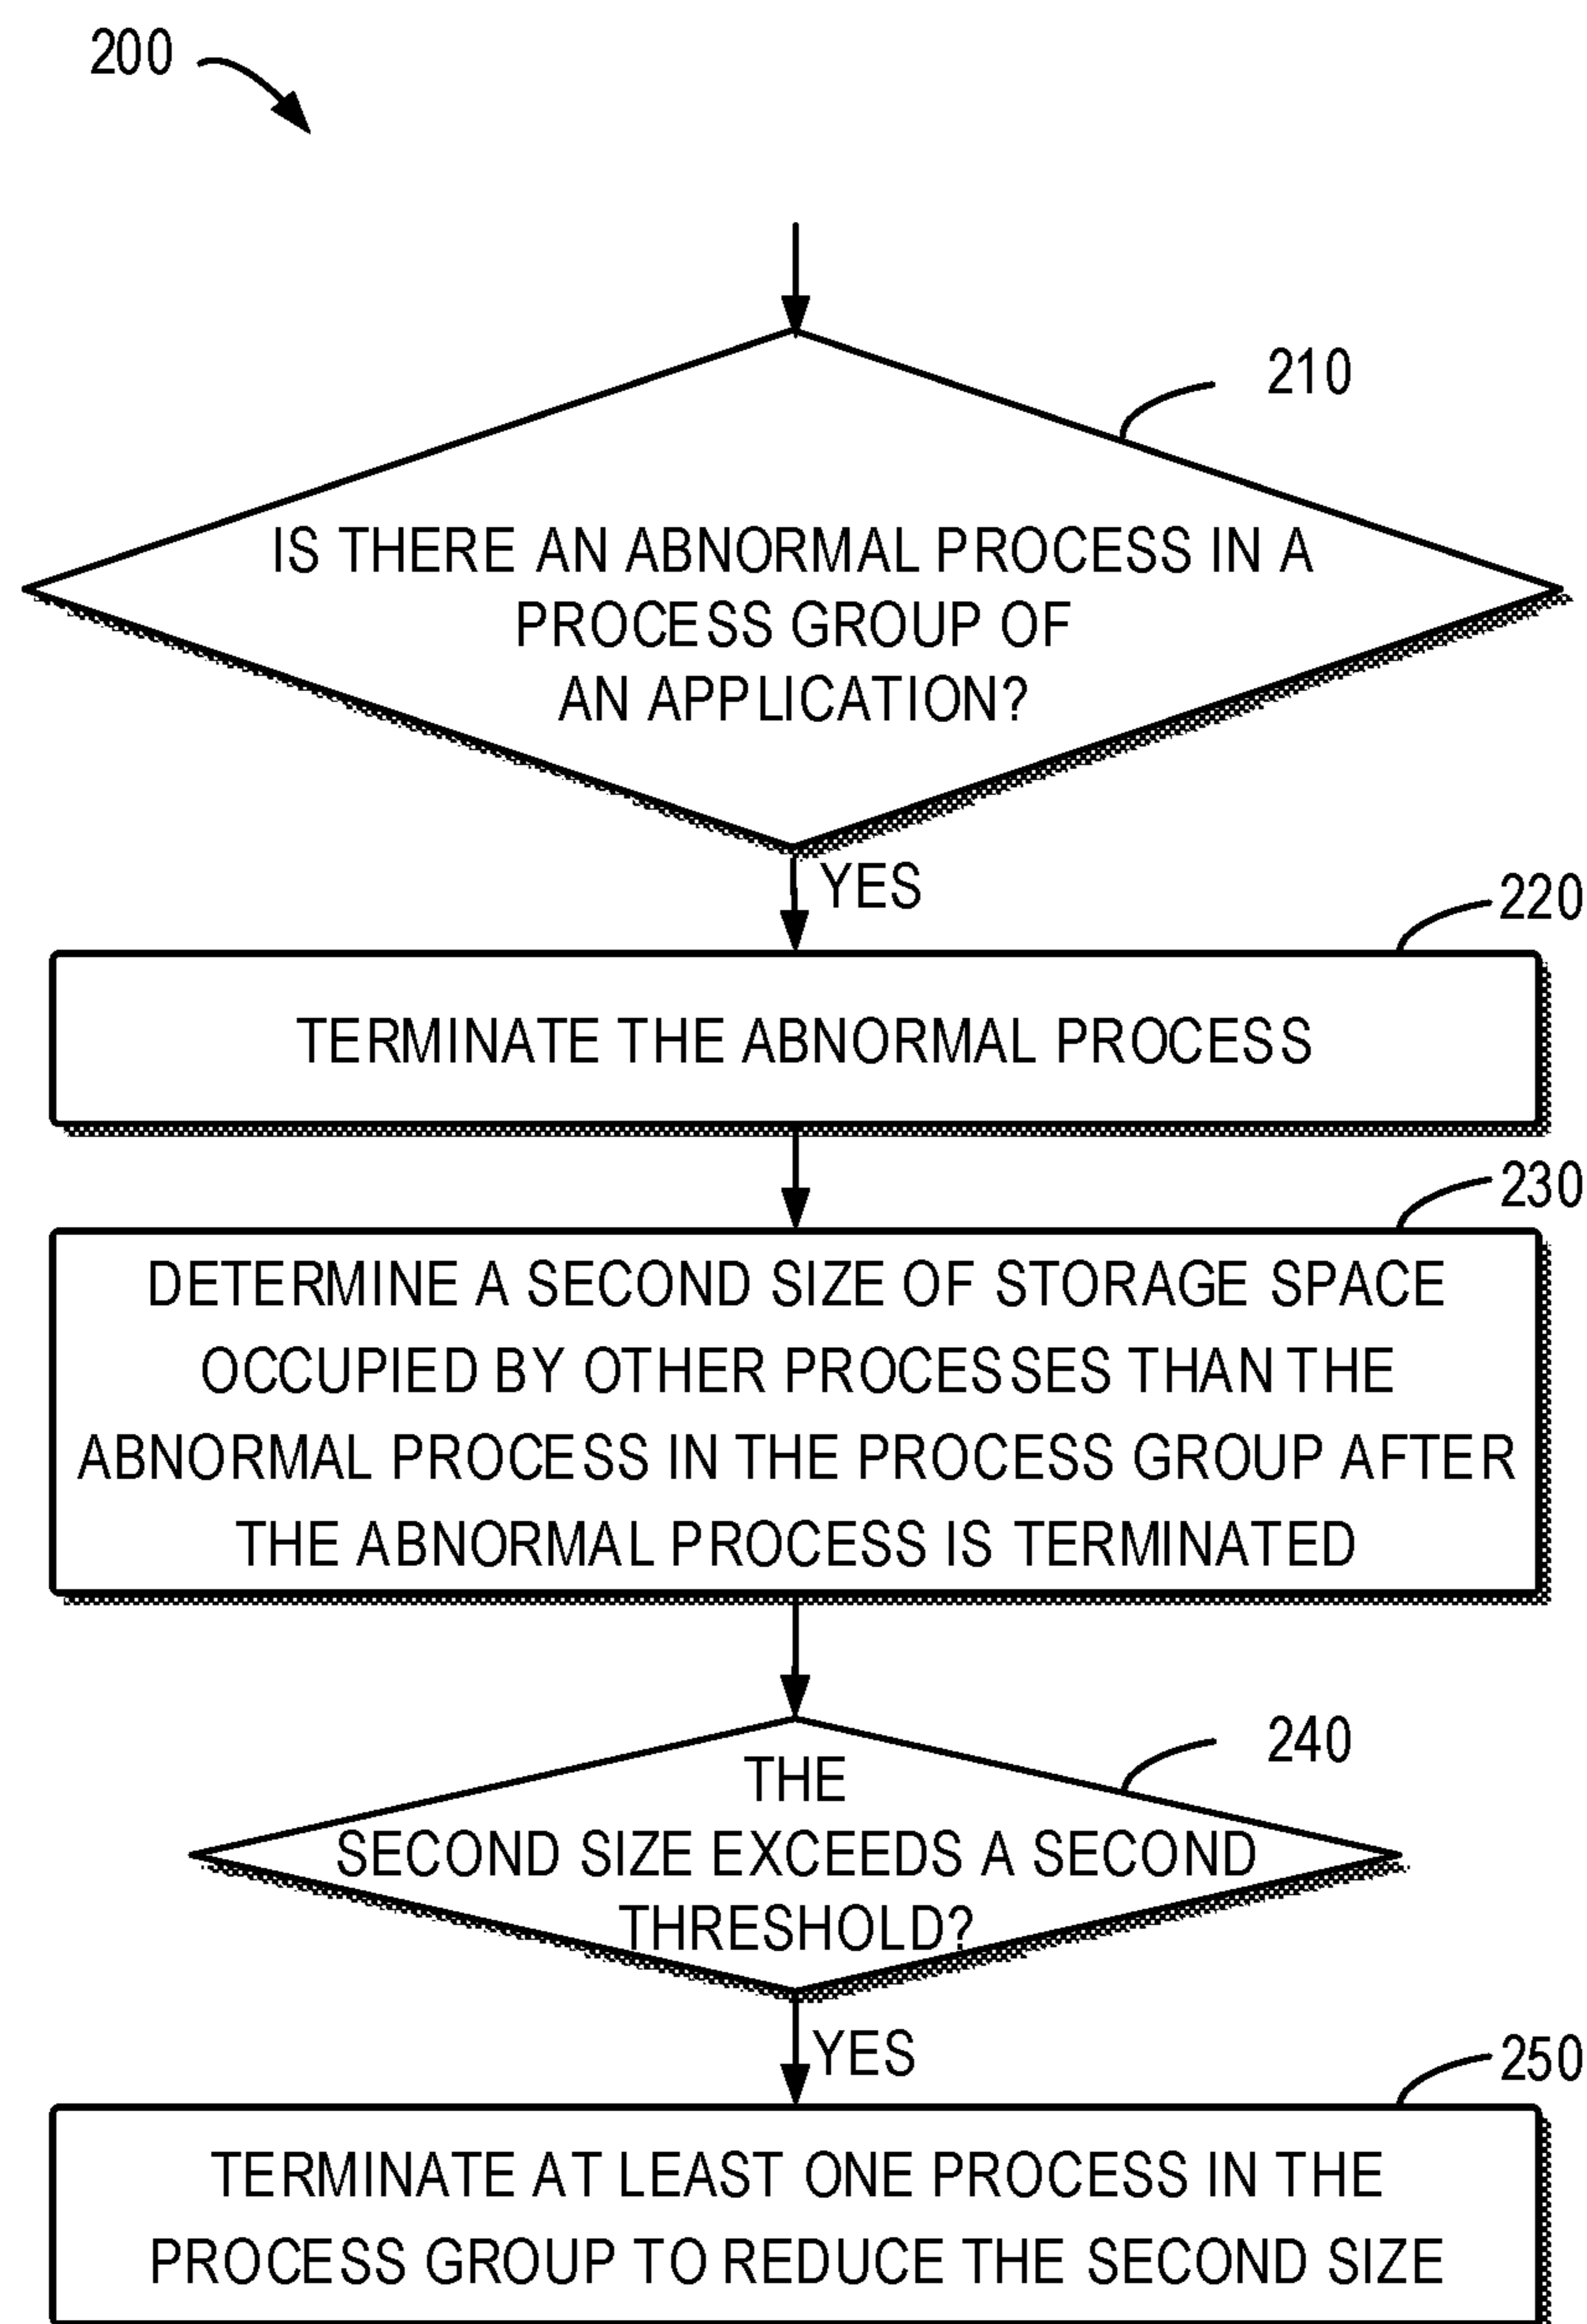 200
210
IS THERE AN ABNORMAL PROCESS IN A
PROCESS GROUP OF
AN APPLICATION?
YES
220
TERMINATE THE ABNORMAL PROCESS
230
DETERMINE A SECOND SIZE OF STORAGE SPACE
OCCUPIED BY OTHER PROCESSES THAN THE
ABNORMAL PROCESS IN THE PROCESS GROUP AFTER
THE ABNORMAL PROCESS IS TERMINATED
240
THE
SECOND SIZE EXCEEDS A SECOND
THRESHOLD?
YES
250
TERMINATE AT LEAST ONE PROCESS IN THE
PROCESS GROUP TO REDUCE THE SECOND SIZE